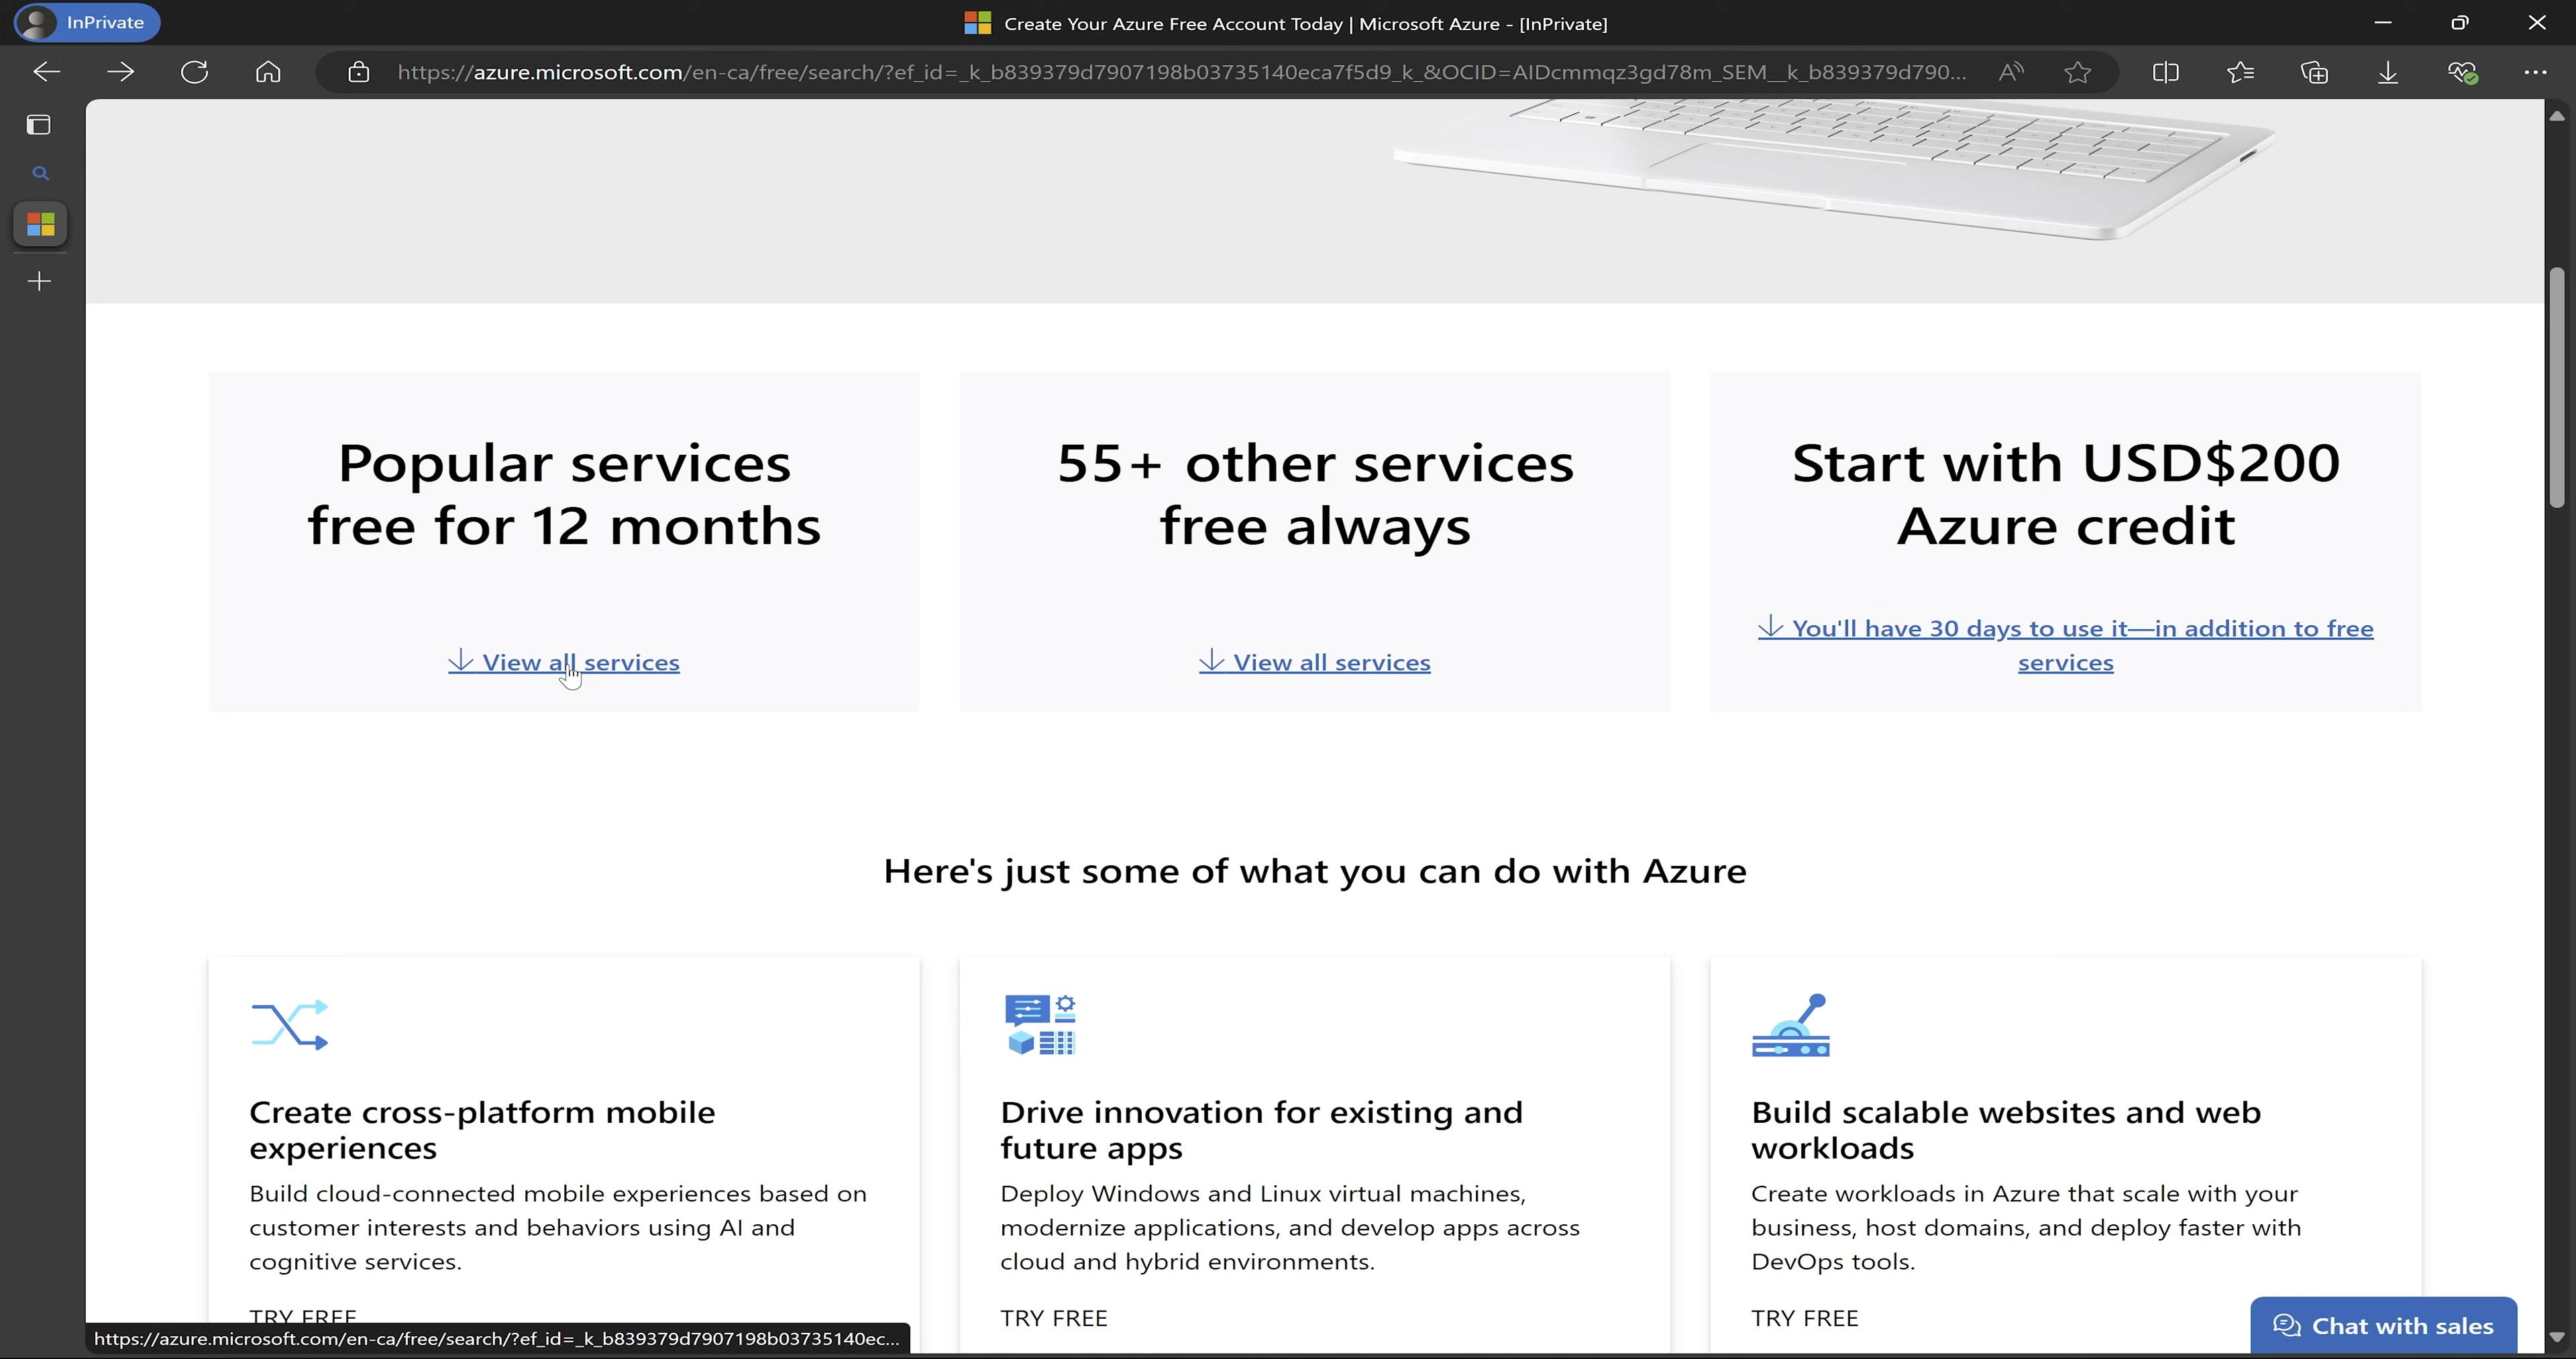 InPrivate
Create Your Azure Free Account Today | Microsoft Azure - [InPrivate]
https://azure.microsoft.com/en-ca/free/search/?ef_id=_k_b839379d7907198b03735140eca7f5d9_k_&OCID=AIDcmmqz3gd78m_SEM__k_b839379d790...
Popular services
free for 12 months
View all services
55+ other services
free always
View all services
Start with USD$200
Azure credit
You'll have 30 days to use it—in addition to free
services
Here's just some of what you can do with Azure
Create cross-platform mobile
experiences
Build cloud-connected mobile experiences based on
customer interests and behaviors using AI and
cognitive services.
TRY FREE
Drive innovation for existing and
future apps
Deploy Windows and Linux virtual machines,
modernize applications, and develop apps across
cloud and hybrid environments.
TRY FREE
Build scalable websites and web
workloads
Create workloads in Azure that scale with your
business, host domains, and deploy faster with
DevOps tools.
TRY FREE
Chat with sales
https://azure.microsoft.com/en-ca/free/search/?ef_id=_k_b839379d7907198b03735140ec...